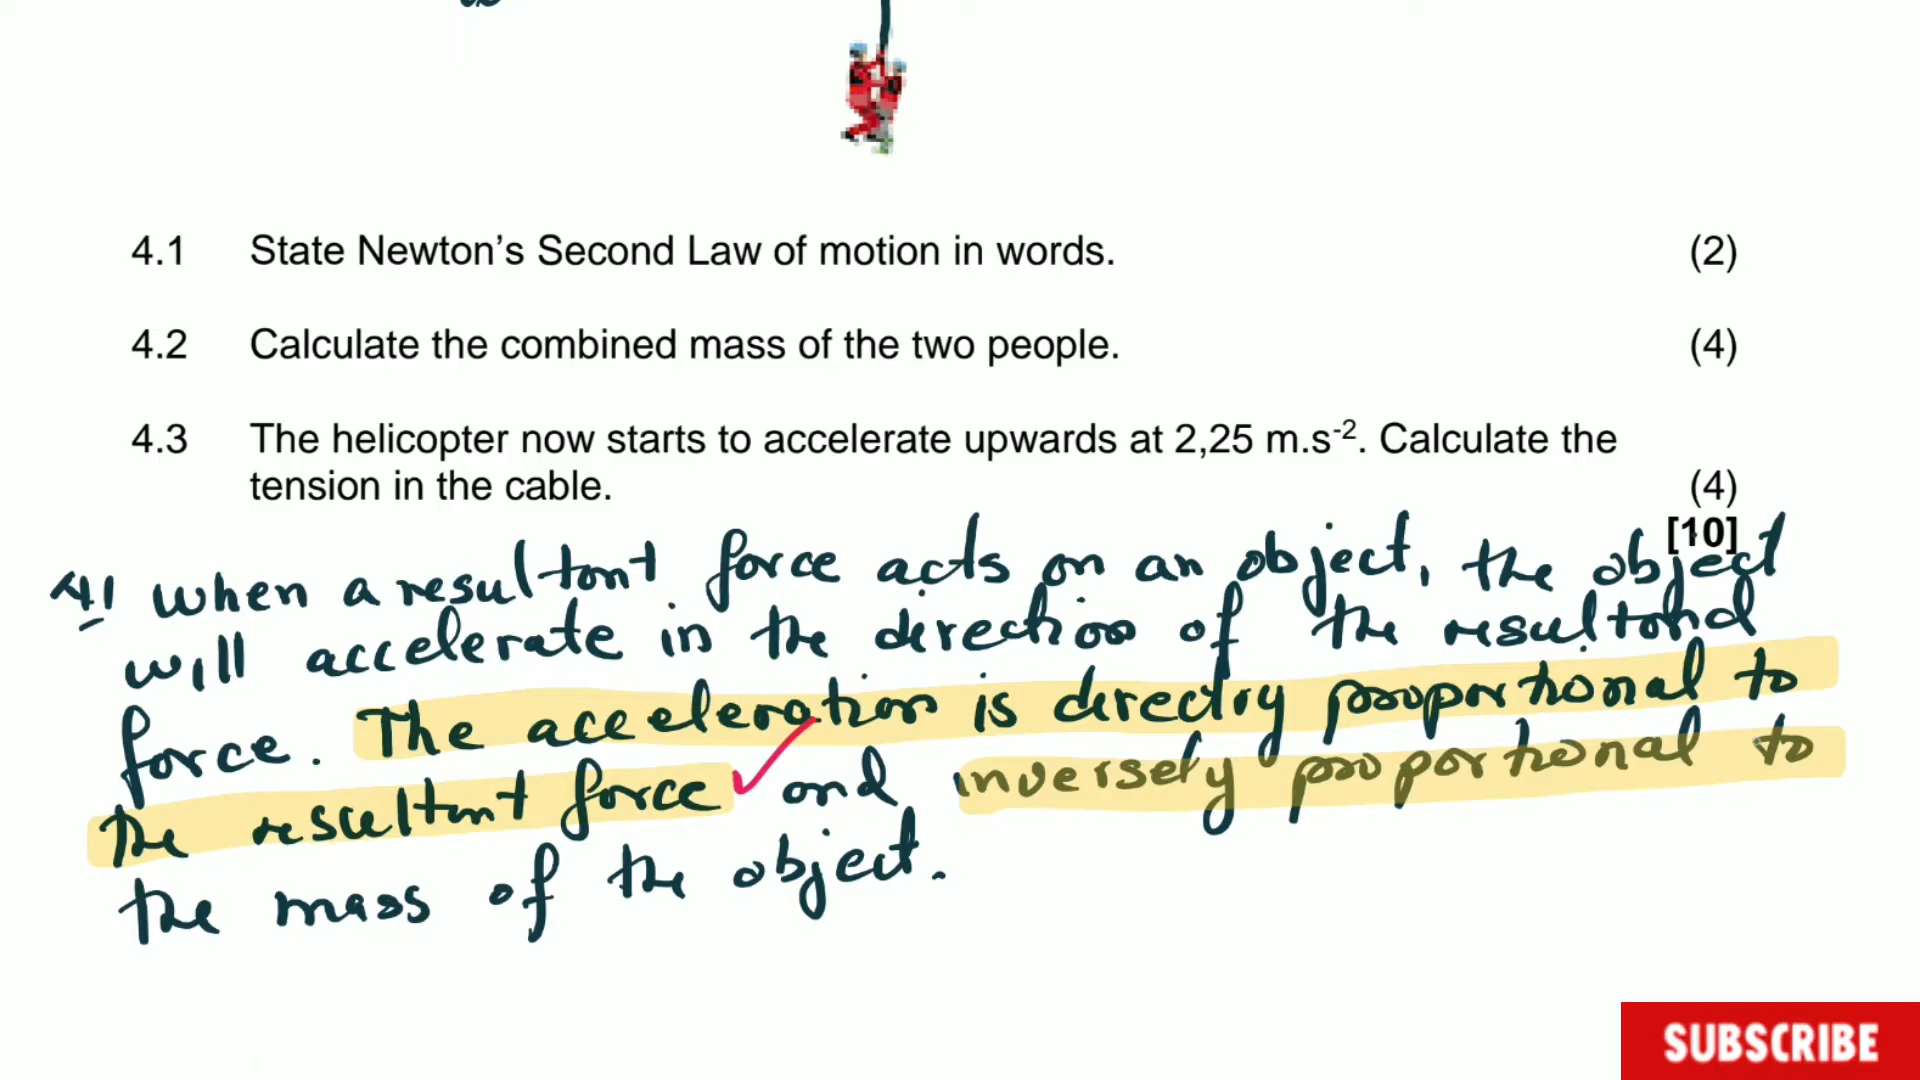 4.1 State Newton's Second Law of motion in words. (2)
4.2 Calculate the combined mass of the two people. (4)
4.3 The helicopter now starts to accelerate upwards at 2,25 m.s⁻². Calculate the
tension in the cable. (4)
[10]
4.1 When a resultant force acts on an object, the object
will accelerate in the direction of the resultand
force. The acceleration is directly proportional to
the resultant force and inversely proportional to
the mass of the object.
SUBSCRIBE